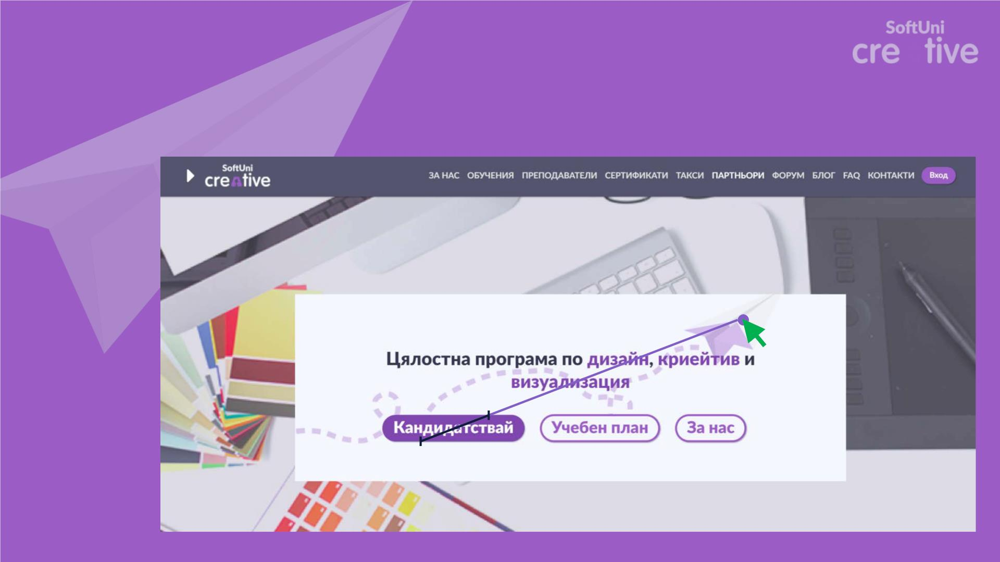 SoftUni
cre tive
SoftUni
creative
ЗА НАС ОБУЧЕНИЯ ПРЕПОДАВАТЕЛИ СЕРТИФИКАТИ ТАКСИ ПАРТНЬОРИ ФОРУМ БЛОГ FAQ КОНТАКТИ Вход
Цялостна програма по дизайн, криейтив и
визуализация
Кандидатствай Учебен план За нас